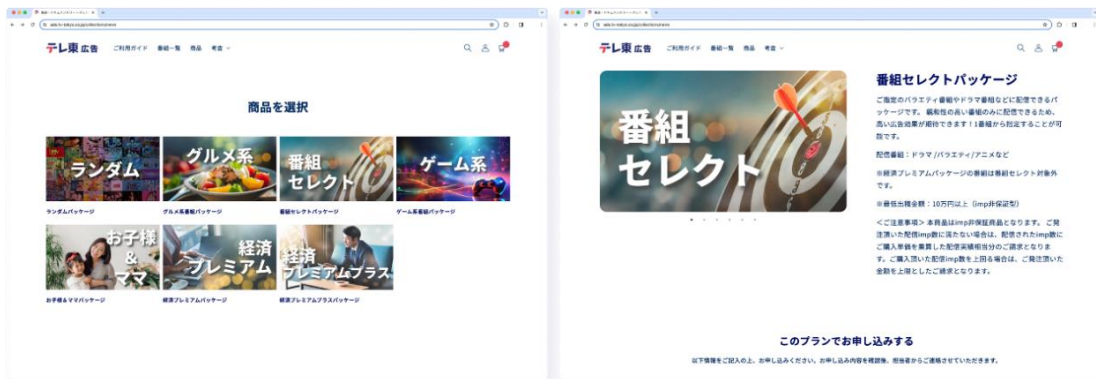 テレ東 広告
ご利用ガイド 番組一覧 商品 考査
商品を選択
ランダム
グルメ系
番組
セレクト
ゲーム系
ランダムパッケージ
グルメ系番組パッケージ
番組セレクトパッケージ
ゲーム系番組パッケージ
お子様
&
ママ
経済
プレミアム
経済
プレミアムプラス
お子様&ママパッケージ
経済プレミアムパッケージ
経済プレミアムプラスパッケージ
テレ東 広告
ご利用ガイド 番組一覧 商品 考査
番組
セレクト
番組セレクトパッケージ
ご指定のバラエティ番組やドラマ番組などに配信できるパ
ッケージです。 親和性の高い番組のみに配信できるため、
高い広告効果が期待できます!1番組から指定することが可
能です。
配信番組:ドラマ/バラエティ/アニメなど
※経済プレミアムパッケージの番組は番組セレクト対象外
です。
※最低出稿金額:10万円以上(imp非保証型)
<ご注意事項> 本商品はimp非保証商品となります。 ご発
注頂いた配信imp数に満たない場合は、配信されたimp数に
ご購入単価を乗算した配信実績相当分のご請求となりま
す。ご購入頂いた配信imp数を上回る場合は、ご発注頂いた
金額を上限としたご請求となります。
このプランでお申し込みする
以下情報をご記入の上、お申し込みください。お申し込み内容を確認後、担当者からご連絡させていただきます。